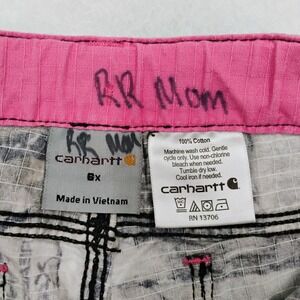 RR Mom
RR Mom
carhartt
6x
Made in Vietnam
100% Cotton
Machine wash cold. Gentle
cycle only. Use non-chlorine
bleach when needed.
Tumble dry low.
Cool iron if needed.
carhartt
RN 13706